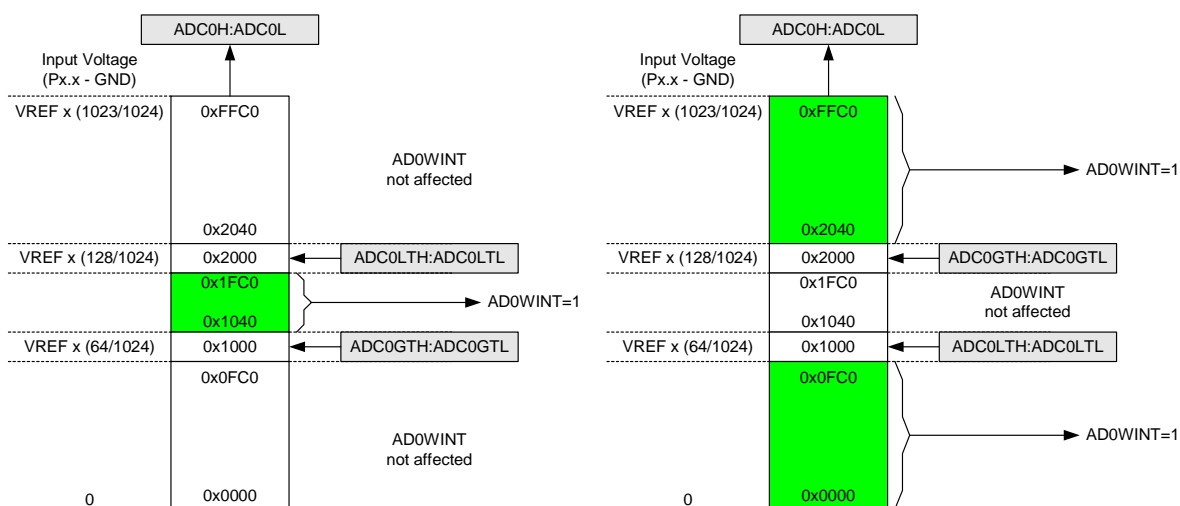 ADC0H:ADC0L
Input Voltage
(Px.x - GND)
VREF x (1023/1024)
0xFFC0
AD0WINT
not affected
0x2040
VREF x (128/1024)
0x2000
ADC0LTH:ADC0LTL
0x1FC0
AD0WINT=1
0x1040
VREF x (64/1024)
0x1000
ADC0GTH:ADC0GTL
0x0FC0
AD0WINT
not affected
0
0x0000
ADC0H:ADC0L
Input Voltage
(Px.x - GND)
VREF x (1023/1024)
0xFFC0
AD0WINT=1
0x2040
VREF x (128/1024)
0x2000
ADC0GTH:ADC0GTL
0x1FC0
AD0WINT
not affected
0x1040
VREF x (64/1024)
0x1000
ADC0LTH:ADC0LTL
0x0FC0
AD0WINT=1
0
0x0000